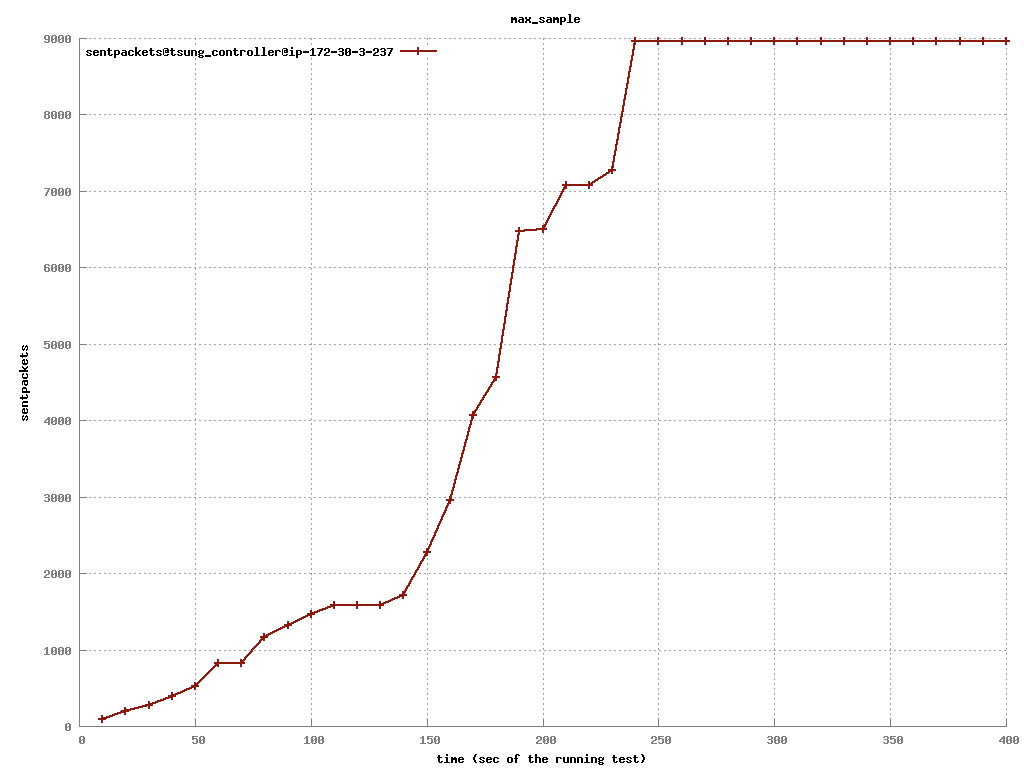 max_sample
sentpackets@tsung_controller@ip-172-30-3-237
9000
8000
7000
6000
5000
4000
3000
2000
1000
0
sentpackets
0 50 100 150 200 250 300 350 400
time (sec of the running test)